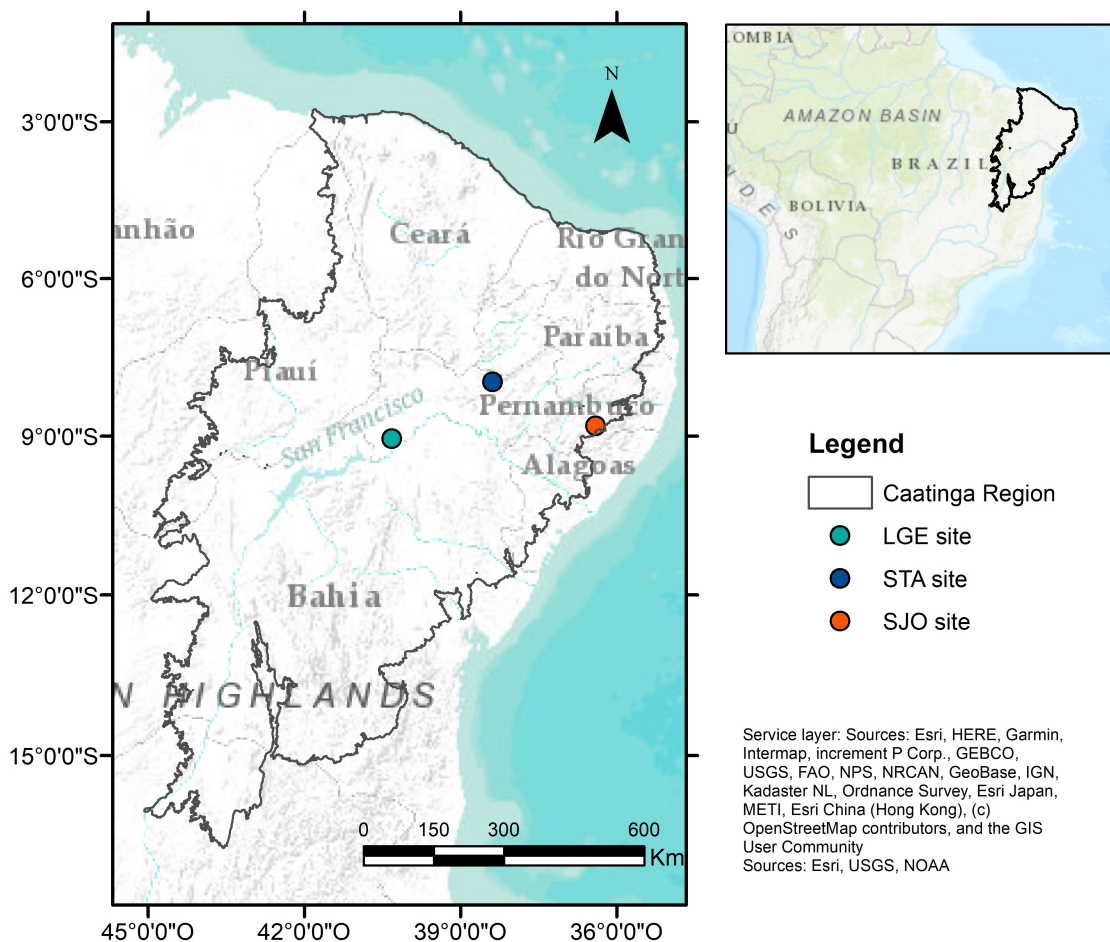 N
3°0'0"S
6°0'0"S
9°0'0"S
12°0'0"S
15°0'0"S
45°0'0"O
42°0'0"O
39°0'0"O
36°0'0"O
anhão
Ceará
Rio Gran
do Nort
Paraíba
Piauí
Pernambuco
San Francisco
Alagoas
Bahia
N HIGHLANDS
0 150 300 600
Km
LOMBIA
AMAZON BASIN
Ú
BRAZIL
BOLIVIA
NDES
Legend
Caatinga Region
LGE site
STA site
SJO site
Service layer: Sources: Esri, HERE, Garmin,
Intermap, increment P Corp., GEBCO,
USGS, FAO, NPS, NRCAN, GeoBase, IGN,
Kadaster NL, Ordnance Survey, Esri Japan,
METI, Esri China (Hong Kong), (c)
OpenStreetMap contributors, and the GIS
User Community
Sources: Esri, USGS, NOAA